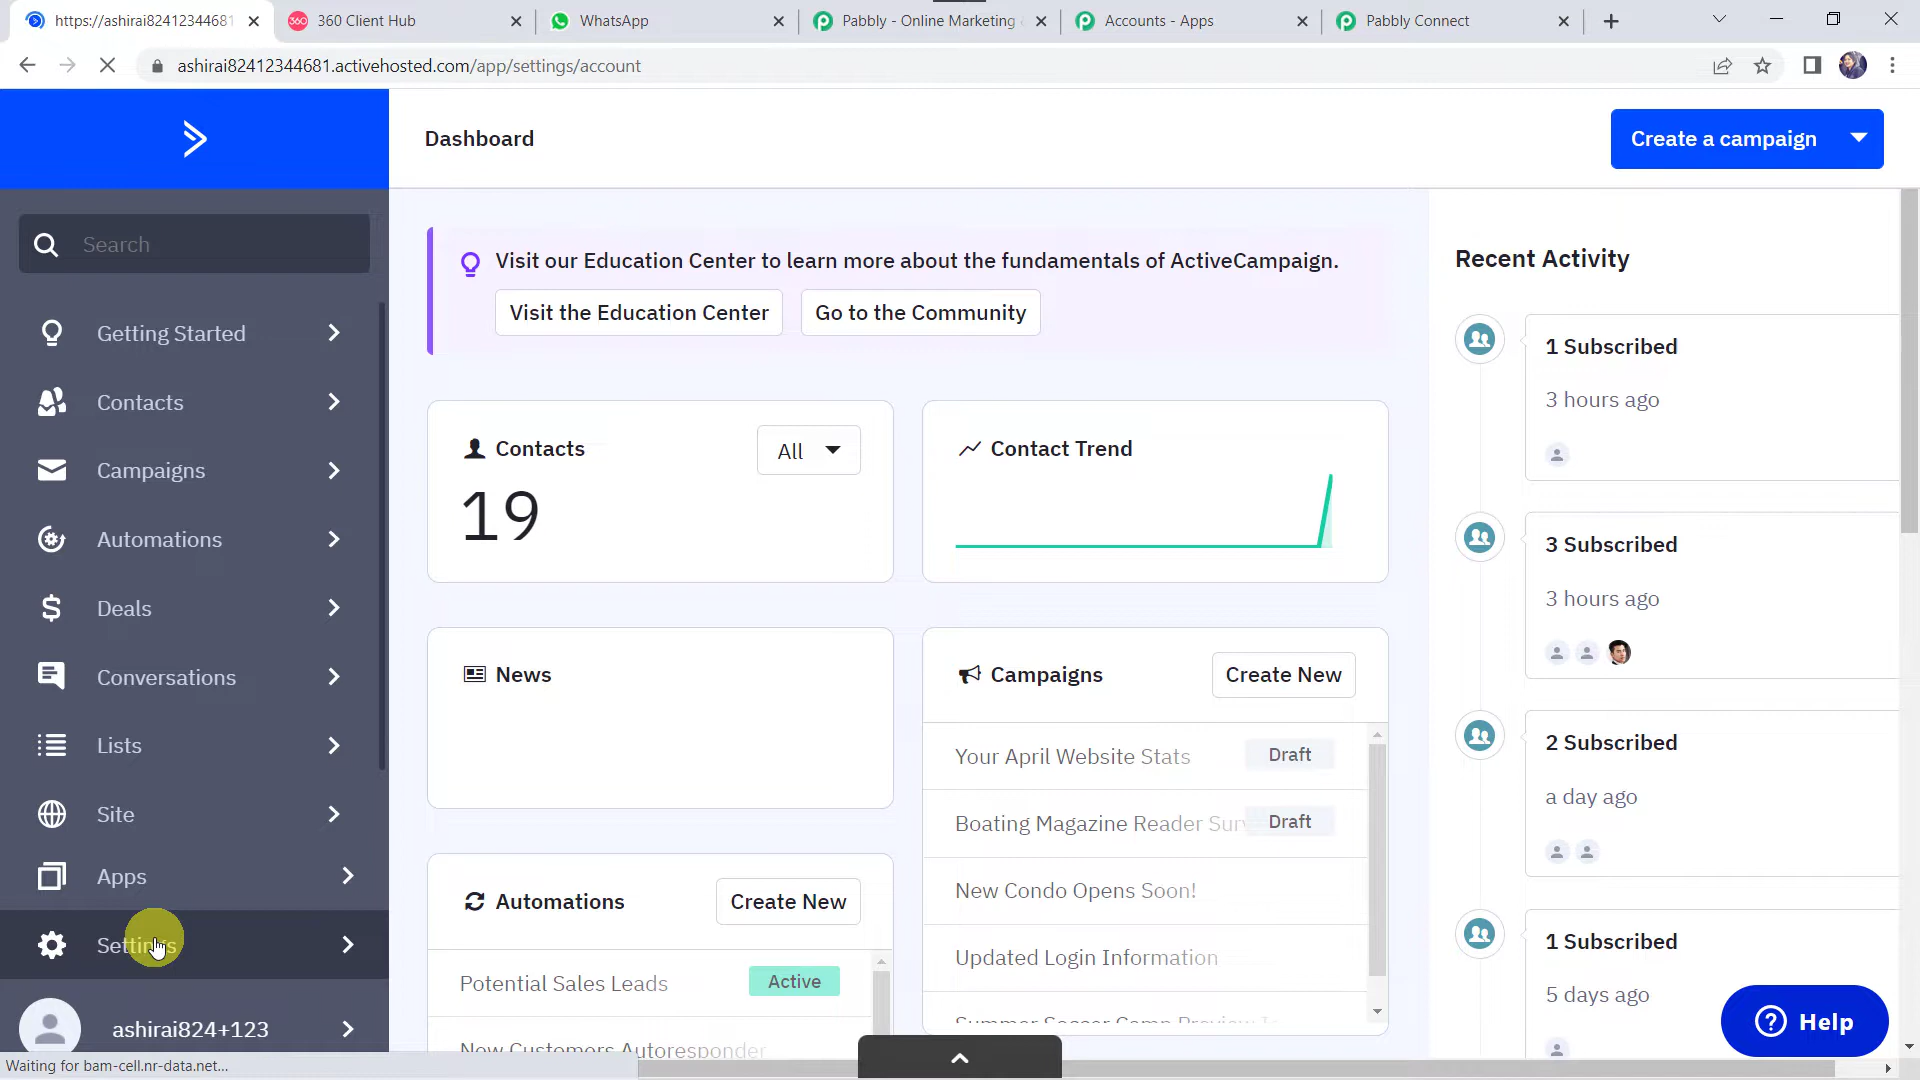 https://ashirai82412344681
360 Client Hub
WhatsApp
Pabbly - Online Marketing
Accounts - Apps
Pabbly Connect
ashirai82412344681.activehosted.com/app/settings/account
Dashboard
Create a campaign
Search
Getting Started
Contacts
Campaigns
Automations
Deals
Conversations
Lists
Site
Apps
Settings
ashirai824+123
Visit our Education Center to learn more about the fundamentals of ActiveCampaign.
Visit the Education Center
Go to the Community
Contacts
All
19
Contact Trend
News
Campaigns
Create New
Your April Website Stats
Draft
Boating Magazine Reader Sur
Draft
New Condo Opens Soon!
Updated Login Information
Summer Soccer Camp Preview
Automations
Create New
Potential Sales Leads
Active
New Customers Autoresponder
Recent Activity
1 Subscribed
3 hours ago
3 Subscribed
3 hours ago
2 Subscribed
a day ago
1 Subscribed
5 days ago
Help
Waiting for bam-cell.nr-data.net...